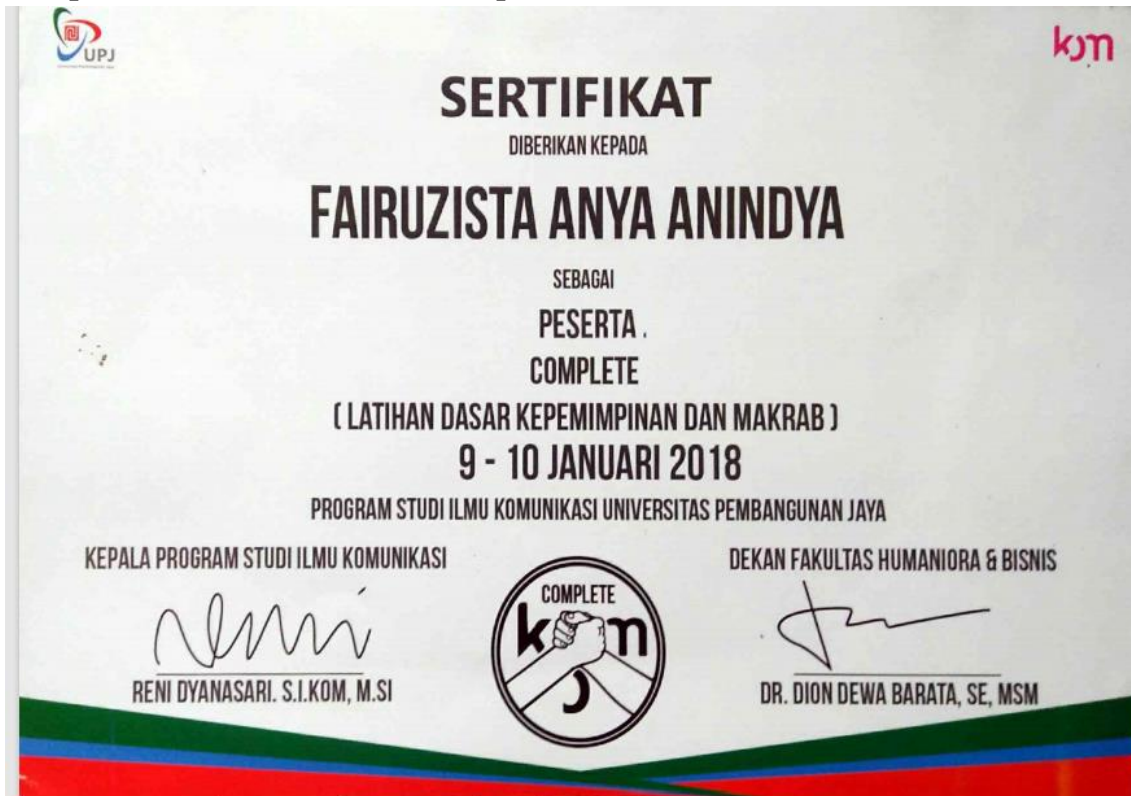 UPJ
kom
SERTIFIKAT
DIBERIKAN KEPADA
FAIRUZISTA ANYA ANINDYA
SEBAGAI
PESERTA .
COMPLETE
( LATIHAN DASAR KEPEMIMPINAN DAN MAKRAB )
9 - 10 JANUARI 2018
PROGRAM STUDI ILMU KOMUNIKASI UNIVERSITAS PEMBANGUNAN JAYA
KEPALA PROGRAM STUDI ILMU KOMUNIKASI
RENI DYANASARI. S.I.KOM, M.SI
COMPLETE
kom
J
DEKAN FAKULTAS HUMANIORA & BISNIS
DR. DION DEWA BARATA, SE, MSM